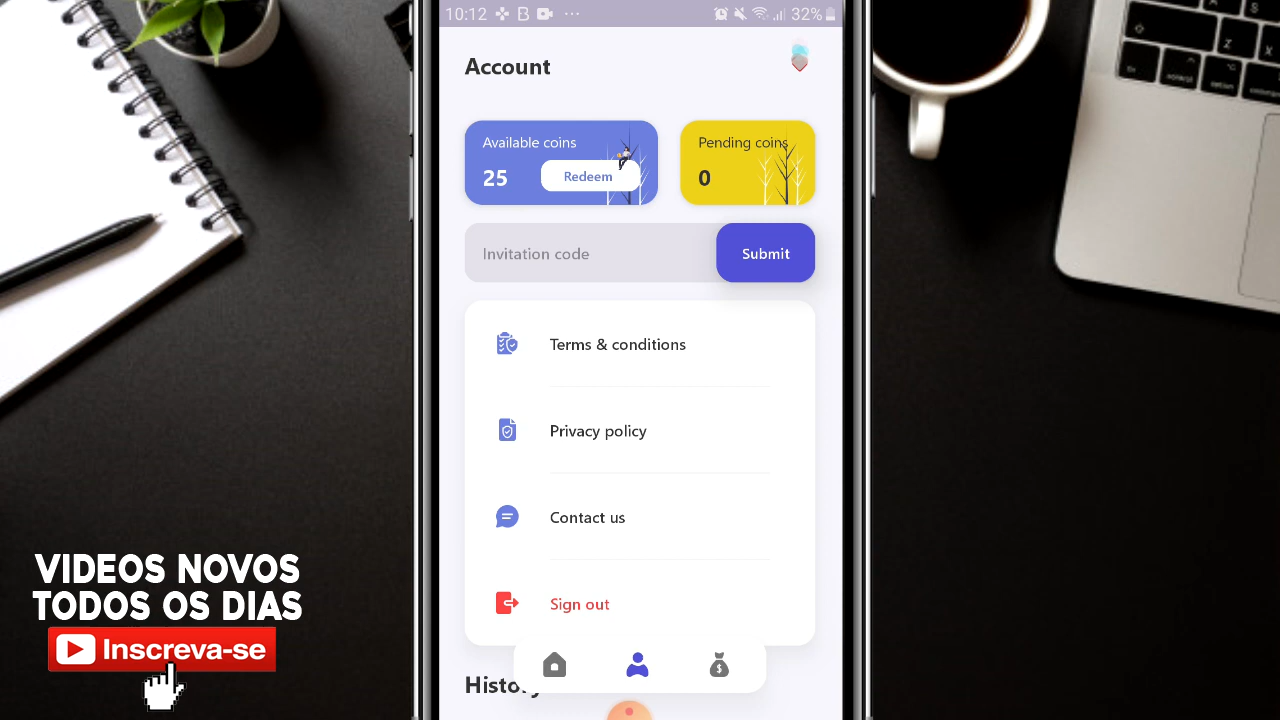 10:12 B ... 32%
Account
Available coins
25
Redeem
Pending coins
0
Invitation code
Submit
Terms & conditions
Privacy policy
Contact us
Sign out
History
VIDEOS NOVOS
TODOS OS DIAS
Inscreva-se